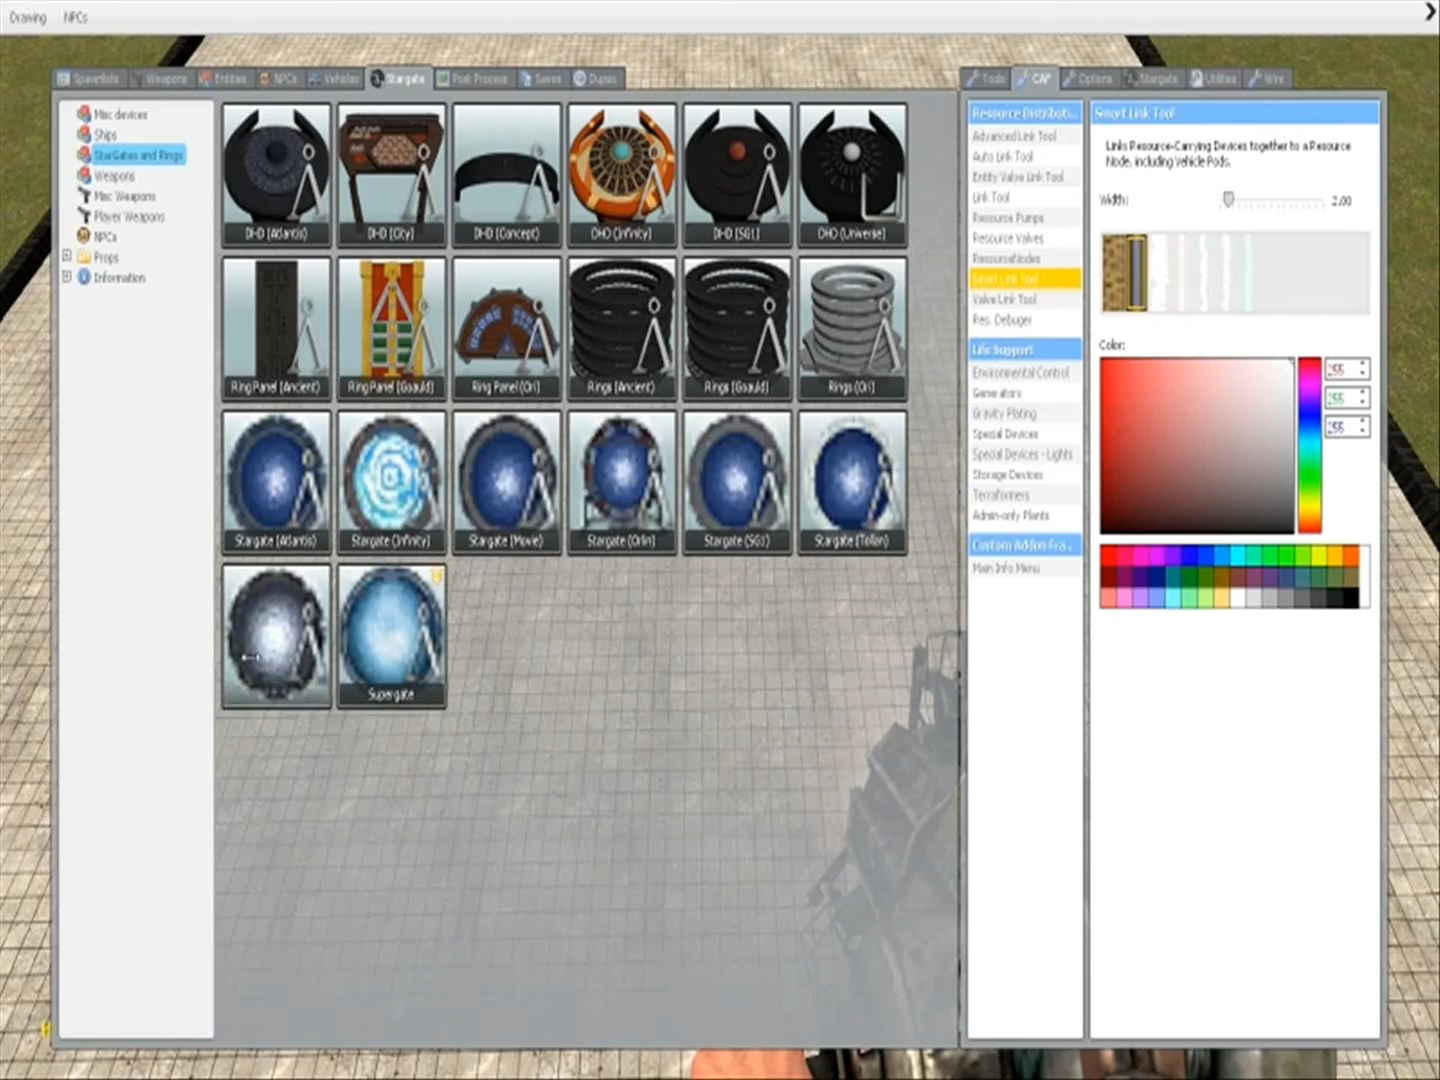 Drawing NPCs
Spawnlists Weapons Entities NPCs Vehicles Stargate Post Process Saves Dupes
Tools CAF Options Stargate Utilities Wire
Misc devices
Ships
StarGates and Rings
Weapons
Misc Weapons
Player Weapons
NPCs
Props
Information
DHD (Atlantis) DHD (City) DHD (Concept) DHD (Infinity) DHD (SG1) DHD (Universe)
Ring Panel (Ancient) Ring Panel (Goauld) Ring Panel (Ori) Rings (Ancient) Rings (Goauld) Rings (Ori)
Stargate (Atlantis) Stargate (Infinity) Stargate (Movie) Stargate (Orlin) Stargate (SG1) Stargate (Tollan)
Supergate
Resource Distributi...
Advanced Link Tool
Auto Link Tool
Entity Valve Link Tool
Link Tool
Resource Pumps
Resource Valves
ResourceNodes
Smart Link Tool
Valve Link Tool
Res. Debuger
Life Support
Environmental Control
Generators
Gravity Plating
Special Devices
Special Devices - Lights
Storage Devices
Terraformers
Admin-only Plants
Custom Addon Fra...
Main Info Menu
Smart Link Tool
Links Resource-Carrying Devices together to a Resource
Node, including Vehicle Pods.
Width: 2.00
Color:
255
255
255